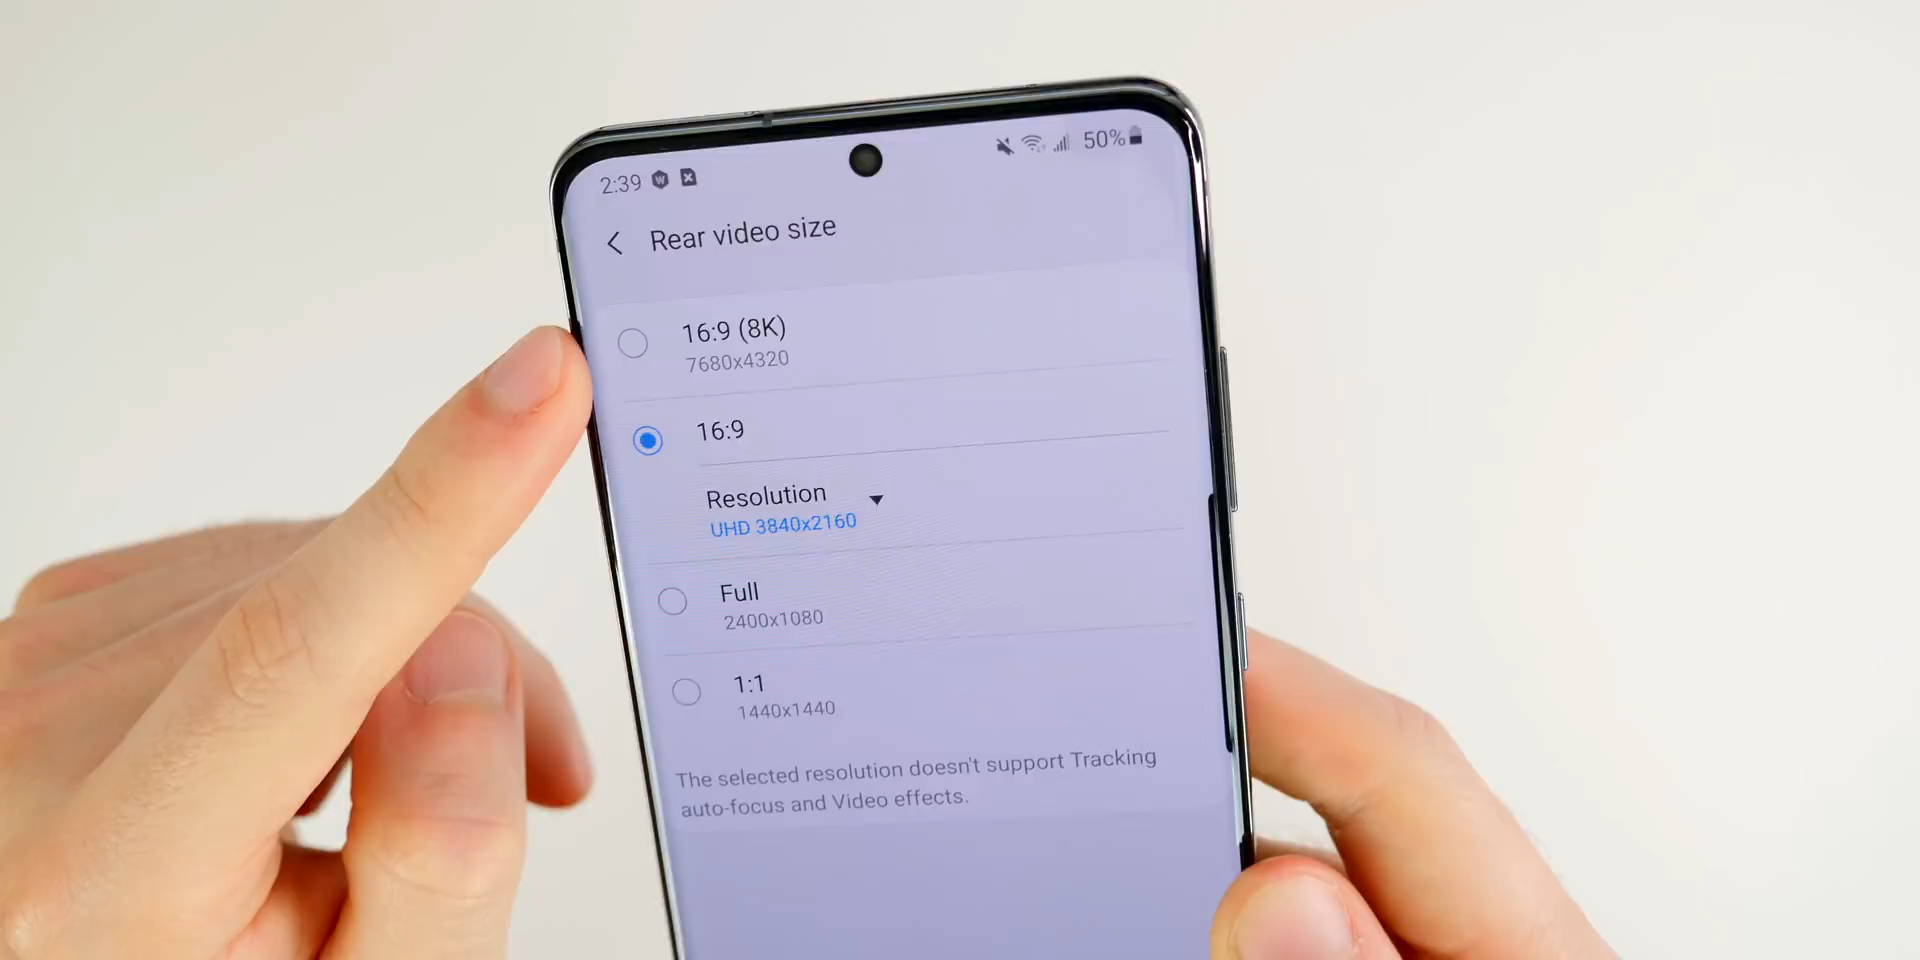 2:39
50%
Rear video size
16:9 (8K)
7680x4320
16:9
Resolution
UHD 3840x2160
Full
2400x1080
1:1
1440x1440
The selected resolution doesn't support Tracking
auto-focus and Video effects.